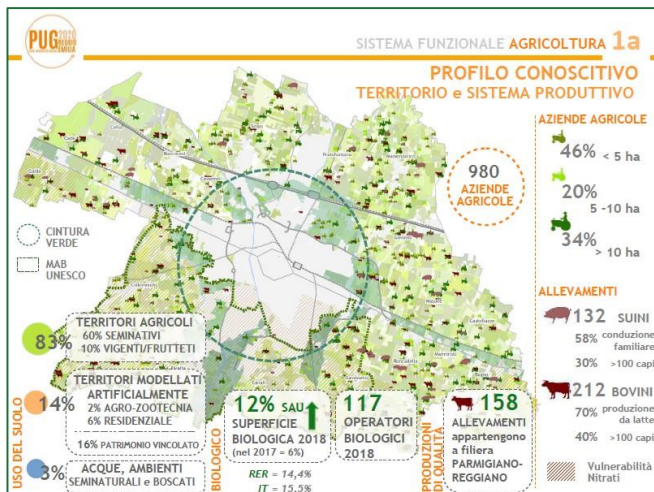 PUG 2030
REGGIO
EMILIA
SISTEMA FUNZIONALE AGRICOLTURA 1a
PROFILO CONOSCITIVO
TERRITORIO e SISTEMA PRODUTTIVO
980
AZIENDE
AGRICOLE
AZIENDE AGRICOLE
46% < 5 ha
20%
5 -10 ha
34%
> 10 ha
CINTURA
VERDE
MAB
UNESCO
ALLEVAMENTI
132 SUINI
58% conduzione
familiare
30% >100 capi
212 BOVINI
70% produzione
da latte
40% >100 capi
Vulnerabilità
Nitrati
USO DEL SUOLO
83% TERRITORI AGRICOLI
60% SEMINATIVI
10% VIGENTI/FRUTTETI
14% TERRITORI MODELLATI
ARTIFICIALMENTE
2% AGRO-ZOOTECNIA
6% RESIDENZIALE
16% PATRIMONIO VINCOLATO
3% ACQUE, AMBIENTI
SEMINATURALI e BOSCATI
BIOLOGICO
12% SAU
SUPERFICIE
BIOLOGICA 2018
(nel 2017 = 6%)
RER = 14,4%
IT = 15,5%
117
OPERATORI
BIOLOGICI
2018
PRODUZIONI
DI QUALITÀ
158
ALLEVAMENTI
appartengono
a filiera
PARMIGIANO-
REGGIANO